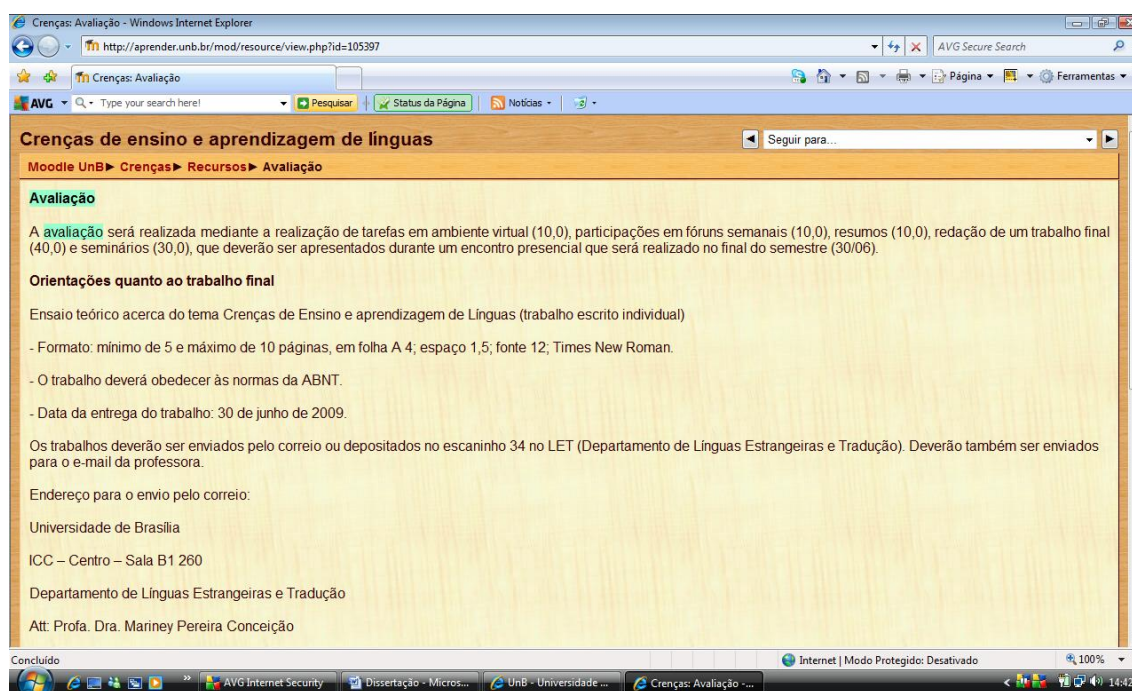 Crenças: Avaliação - Windows Internet Explorer
http://aprender.unb.br/mod/resource/view.php?id=105397
AVG Secure Search
Crenças: Avaliação
Página
Ferramentas
AVG
Type your search here!
Pesquisar
Status da Página
Notícias
Crenças de ensino e aprendizagem de línguas
Seguir para...
Moodle UnB► Crenças► Recursos► Avaliação
Avaliação
A avaliação será realizada mediante a realização de tarefas em ambiente virtual (10,0), participações em fóruns semanais (10,0), resumos (10,0), redação de um trabalho final
(40,0) e seminários (30,0), que deverão ser apresentados durante um encontro presencial que será realizado no final do semestre (30/06).
Orientações quanto ao trabalho final
Ensaio teórico acerca do tema Crenças de Ensino e aprendizagem de Línguas (trabalho escrito individual)
- Formato: mínimo de 5 e máximo de 10 páginas, em folha A 4; espaço 1,5; fonte 12; Times New Roman.
- O trabalho deverá obedecer às normas da ABNT.
- Data da entrega do trabalho: 30 de junho de 2009.
Os trabalhos deverão ser enviados pelo correio ou depositados no escaninho 34 no LET (Departamento de Línguas Estrangeiras e Tradução). Deverão também ser enviados
para o e-mail da professora.
Endereço para o envio pelo correio:
Universidade de Brasília
ICC – Centro – Sala B1 260
Departamento de Línguas Estrangeiras e Tradução
Att: Profa. Dra. Mariney Pereira Conceição
Concluído
Internet | Modo Protegido: Desativado
100%
AVG Internet Security
Dissertação - Micros...
UnB - Universidade ...
Crenças: Avaliação -...
14:42